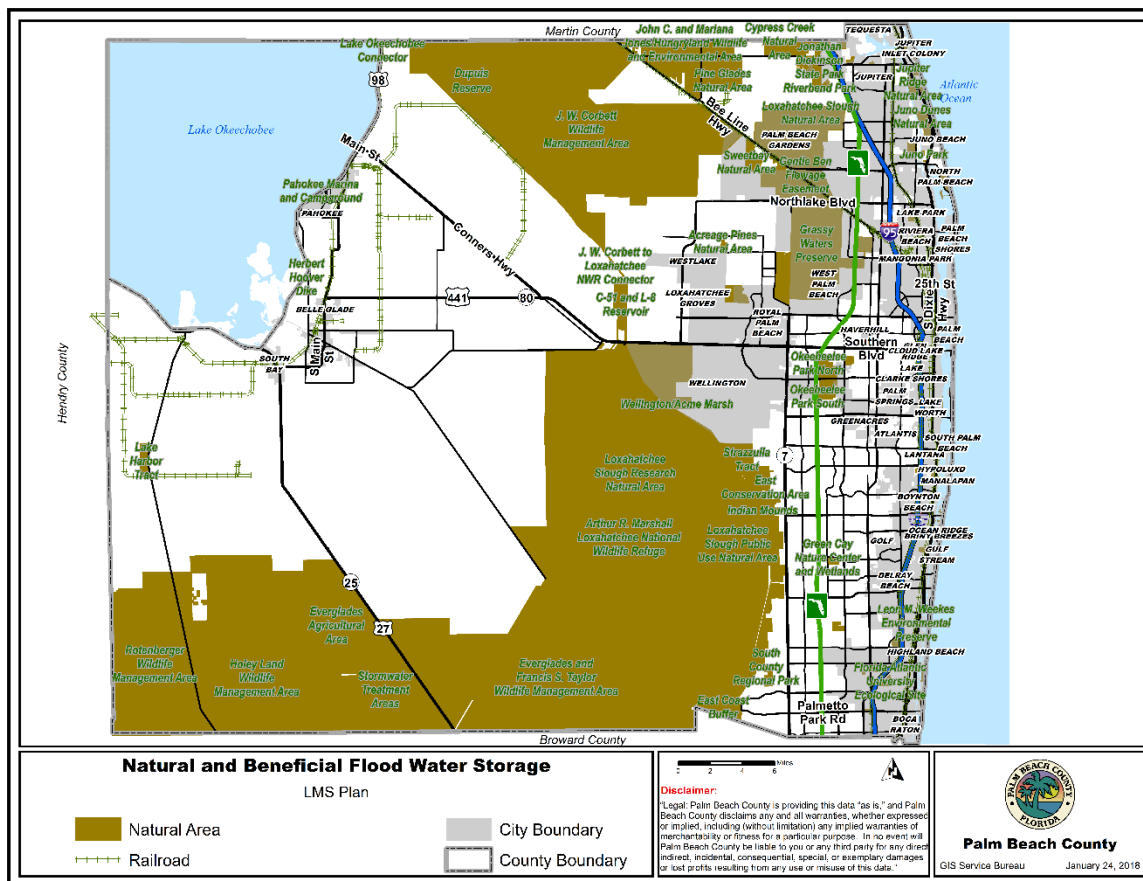 Martin County
John C. and Mariana
Jones/Hungryland Wildlife
and Environmental Area
Cypress Creek
Natural
Area
TEQUESTA
JUPITER
INLET COLONY
Lake Okeechobee
Connector
98
Dupuis
Reserve
Jonathan
Dickinson
State Park
Riverbend Park
JUPITER
Jupiter
Ridge
Natural Area
Atlantic
Ocean
Pine Glades
Natural Area
Bee Line
Hwy
Loxahatchee Slough
Natural Area
Juno Dunes
Natural Area
Lake Okeechobee
J. W. Corbett
Wildlife
Management Area
PALM BEACH
GARDENS
JUNO BEACH
Main St
Sweetbay
Natural Area
Gentle Ben
Flowage
Easement
Juno Park
NORTH
PALM BEACH
Pahokee Marina
and Campground
PAHOKEE
Northlake Blvd
LAKE PARK
95
RIVIERA
BEACH
PALM
BEACH
SHORES
Conners Hwy
Acreage Pines
Natural Area
Grassy
Waters
Preserve
MANGONIA PARK
J. W. Corbett to
Loxahatchee
NWR Connector
WESTLAKE
Herbert
Hoover
Dike
WEST
PALM
BEACH
25th St
441
80
C-51 and L-8
Reservoir
LOXAHATCHEE
GROVES
S Dixie
Hwy
BELLE GLADE
ROYAL
PALM
BEACH
HAVERHILL
PALM
BEACH
Southern
Blvd
SOUTH
BAY
S Main
St
CLOUD LAKE
GLEN
RIDGE
Okeeheelee
Park North
LAKE
CLARKE SHORES
WELLINGTON
Okeeheelee
Park South
PALM
SPRINGS
LAKE
WORTH
Wellington/Acme Marsh
Hendry County
GREENACRES
ATLANTIS
SOUTH PALM
BEACH
Lake
Harbor
Tract
Strazzulla
Tract
7
LANTANA
HYPOLUXO
MANALAPAN
Loxahatchee
Slough Research
Natural Area
East
Conservation Area
Indian Mounds
BOYNTON
BEACH
Arthur R. Marshall
Loxahatchee National
Wildlife Refuge
Loxahatchee
Slough Public
Use Natural Area
OCEAN RIDGE
BRINY BREEZES
Green Cay
Nature Center
and Wetlands
GOLF
GULF
STREAM
25
DELRAY
BEACH
Everglades
Agricultural
Area
27
Leon M. Weekes
Environmental
Preserve
Rotenberger
Wildlife
Management Area
Holey Land
Wildlife
Management Area
Stormwater
Treatment
Areas
Everglades and
Francis S. Taylor
Wildlife Management Area
South
County
Regional Park
HIGHLAND BEACH
Florida Atlantic
University
Ecological Site
East Coast
Buffer
Palmetto
Park Rd
BOCA
RATON
Broward County
Natural and Beneficial Flood Water Storage
LMS Plan
Natural Area
Railroad
City Boundary
County Boundary
0 2 4 6 Miles
Disclaimer:
"Legal: Palm Beach County is providing this data "as is," and Palm
Beach County disclaims any and all warranties, whether expressed
or implied, including (without limitation) any implied warranties of
merchantability or fitness for a particular purpose. In no event will
Palm Beach County be liable to you or any third party for any direct
indirect, incidental, consequential, special, or exemplary damages
or lost profits resulting from any use or misuse of this data."
PALM BEACH COUNTY
FLORIDA
Palm Beach County
GIS Service Bureau January 24, 2018